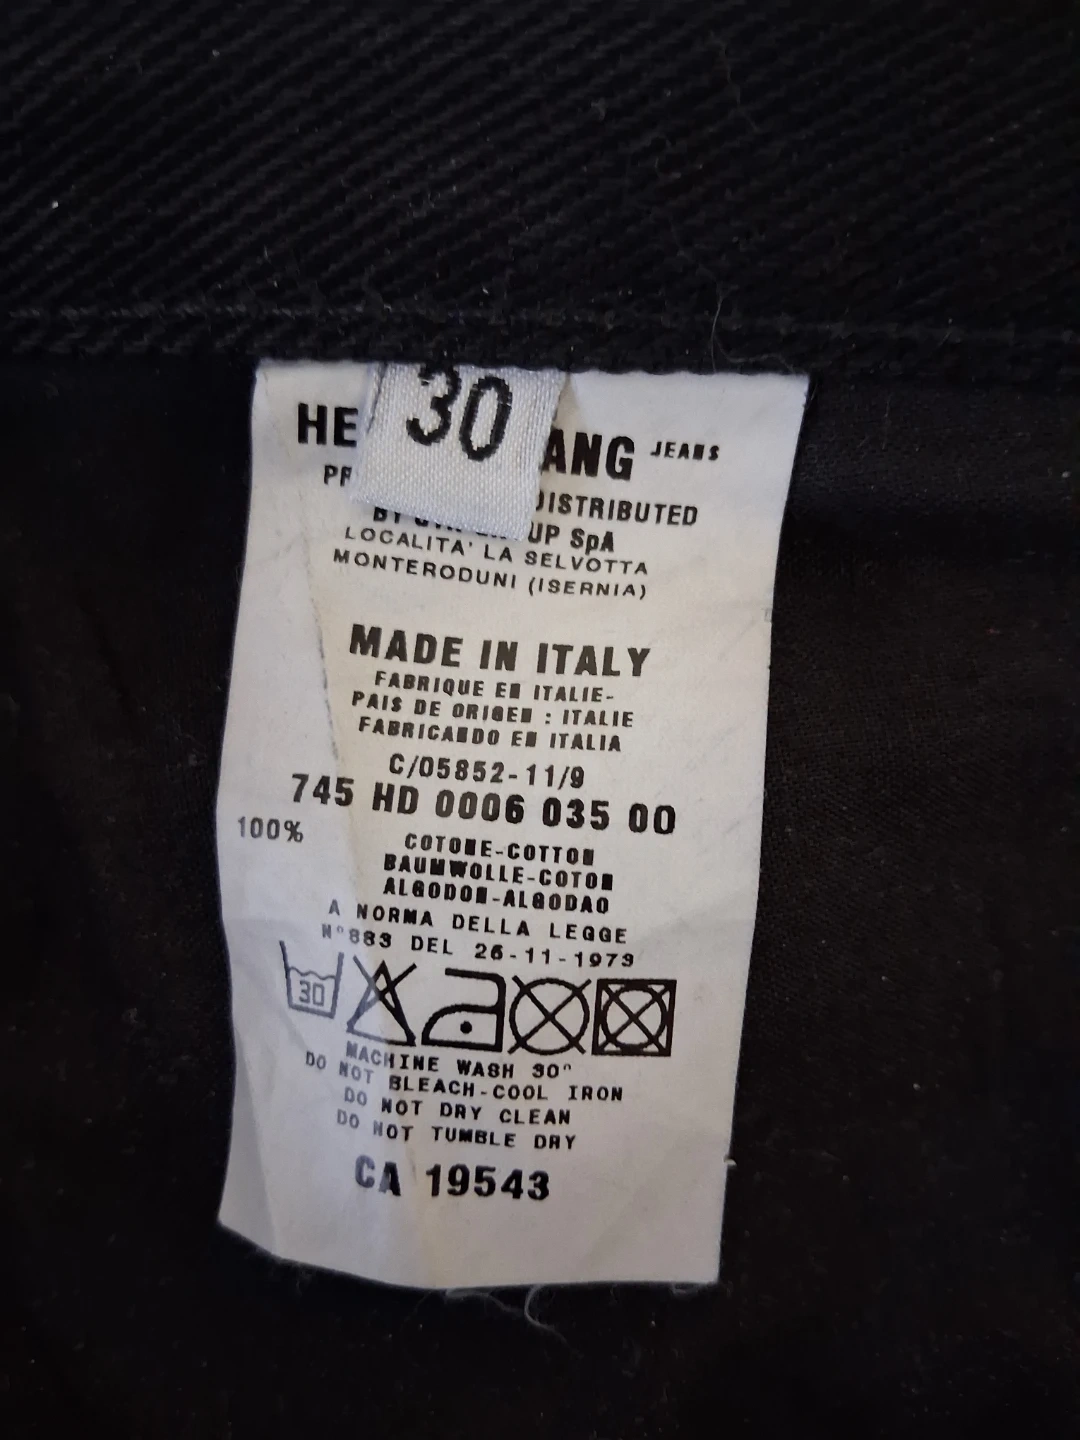 30
HE ANG JEANS
DISTRIBUTED
BY UP SpA
LOCALITA' LA SELVOTTA
MONTERODUNI (ISERNIA)
MADE IN ITALY
FABRIQUE EN ITALIE-
PAIS DE ORIGEN : ITALIE
FABRICANDO EN ITALIA
C/05852-11/9
745 HD 0006 035 00
100% COTONE-COTTON
BAUMWOLLE-COTON
ALGODON-ALGODAO
A NORMA DELLA LEGGE
N°883 DEL 26-11-1973
30
MACHINE WASH 30°
DO NOT BLEACH-COOL IRON
DO NOT DRY CLEAN
DO NOT TUMBLE DRY
CA 19543